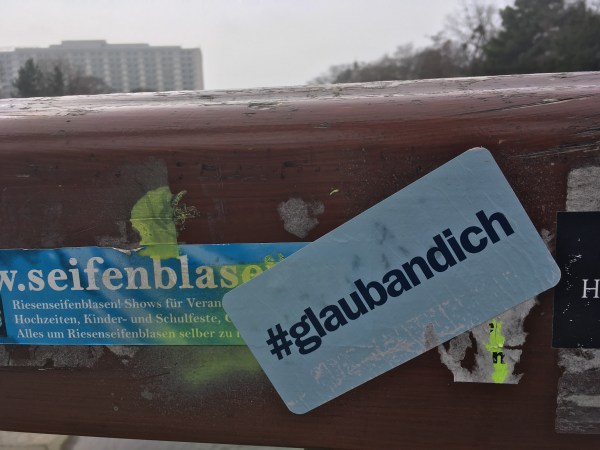 w.seifenblase
Riesenseifenblasen! Shows für Veran
Hochzeiten, Kinder- und Schulfeste,
Alles um Riesenseifenblasen selber zu
#glaubandich
H